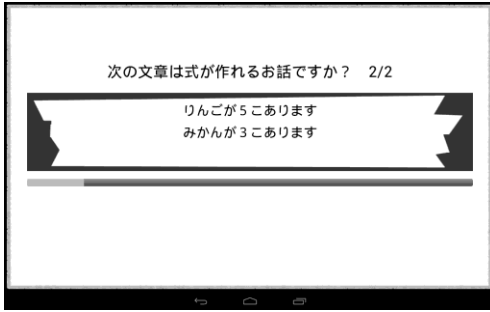 次の文章は式が作れるお話ですか？ 2/2
りんごが５こあります
みかんが３こあります